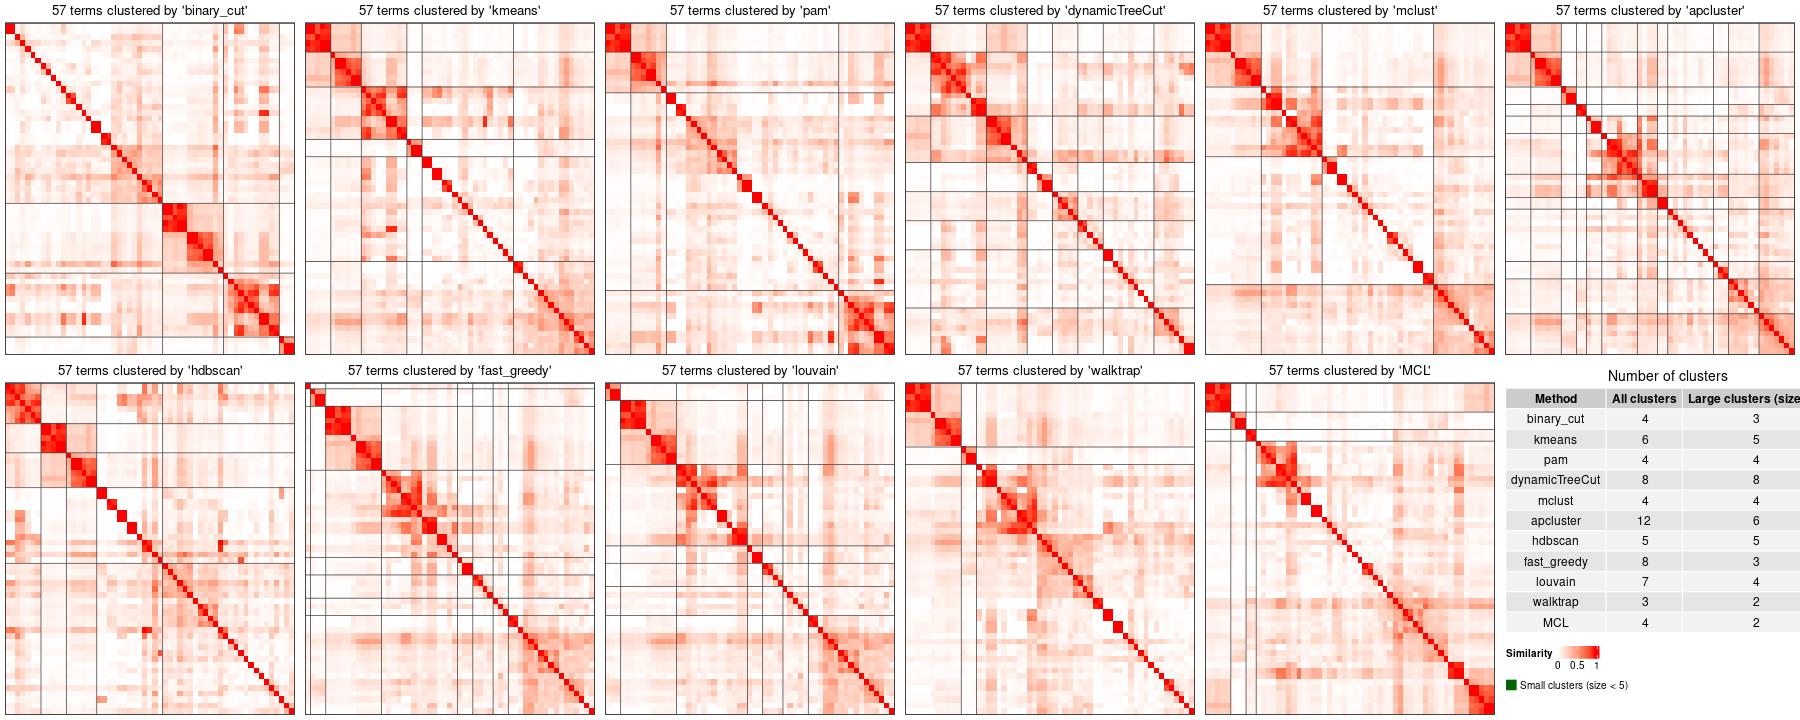 57 terms clustered by 'binary_cut'
57 terms clustered by 'kmeans'
57 terms clustered by 'pam'
57 terms clustered by 'dynamicTreeCut'
57 terms clustered by 'mclust'
57 terms clustered by 'apcluster'
57 terms clustered by 'hdbscan'
57 terms clustered by 'fast_greedy'
57 terms clustered by 'louvain'
57 terms clustered by 'walktrap'
57 terms clustered by 'MCL'
Number of clusters
Method All clusters Large clusters (size
binary_cut 4 3
kmeans 6 5
pam 4 4
dynamicTreeCut 8 8
mclust 4 4
apcluster 12 6
hdbscan 5 5
fast_greedy 8 3
louvain 7 4
walktrap 3 2
MCL 4 2
Similarity
0 0.5 1
Small clusters (size < 5)